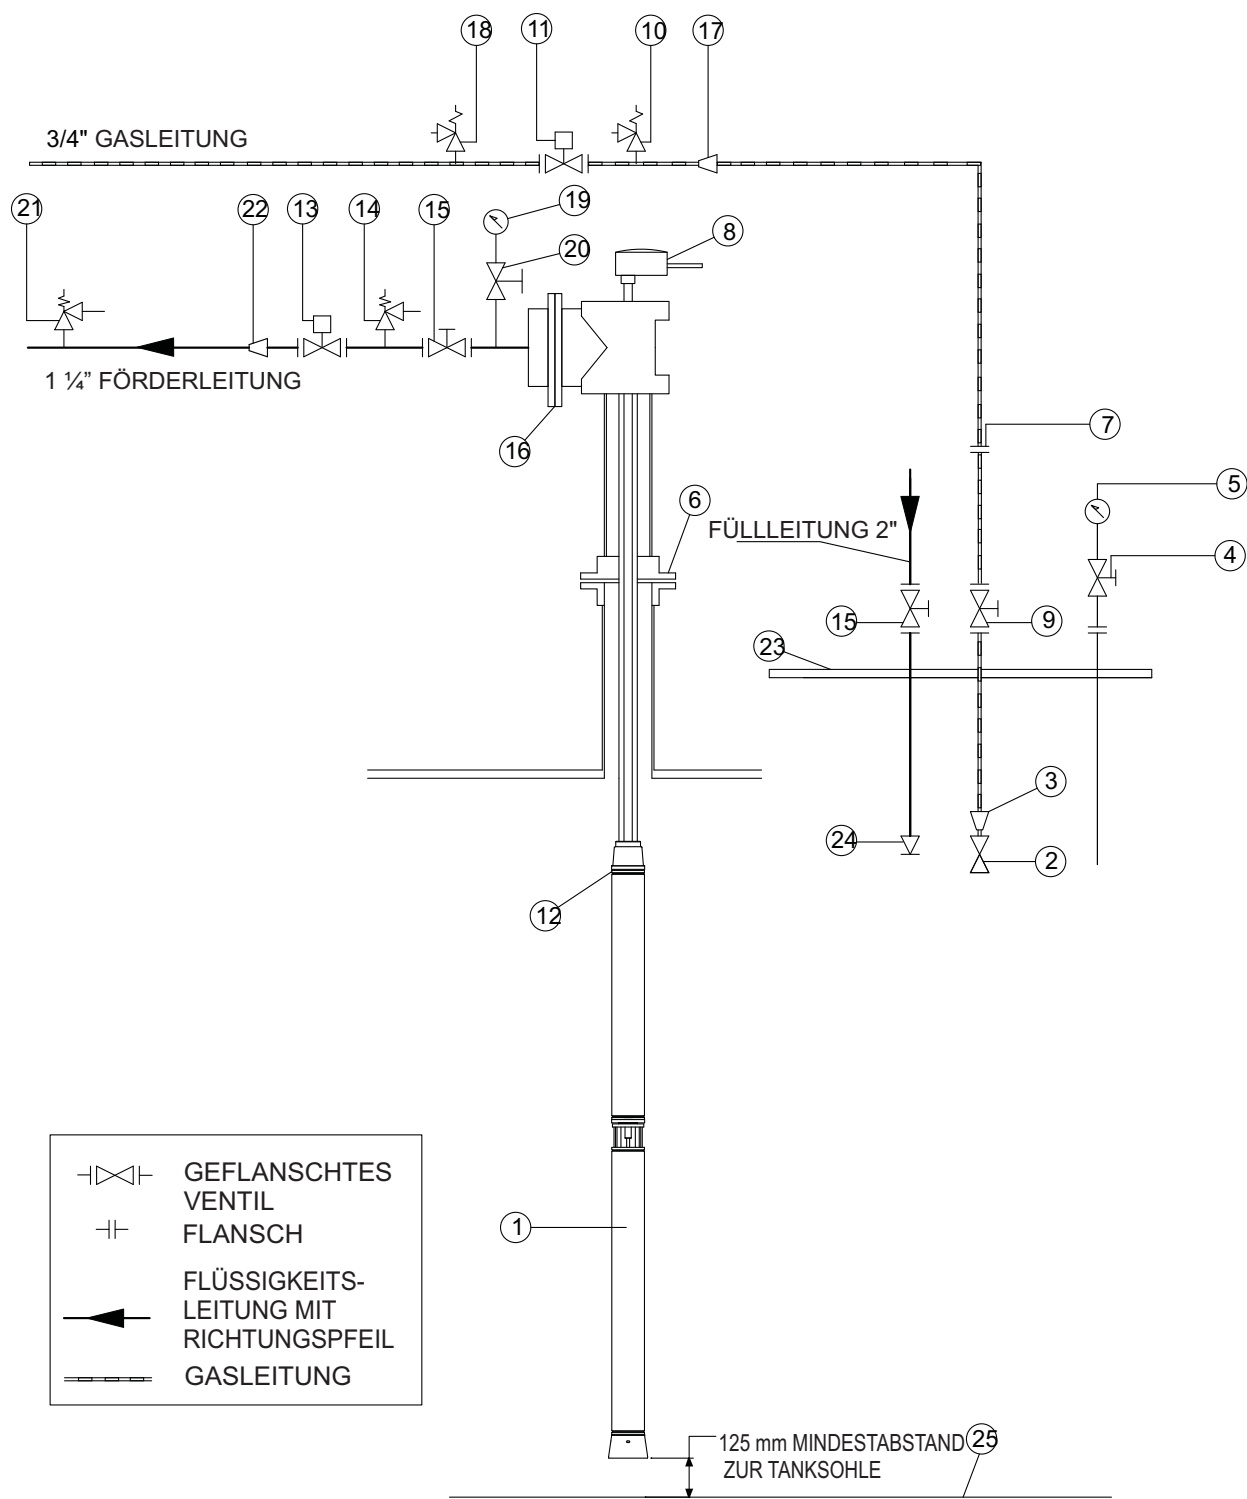 18
11
10
17
3/4" GASLEITUNG
21
22
13
14
15
19
20
8
1 ¼” FÖRDERLEITUNG
16
7
6
5
FÜLLLEITUNG 2"
4
15
9
23
3
24
2
12
GEFLANSCHTES
VENTIL
FLANSCH
1
FLÜSSIGKEITS-
LEITUNG MIT
RICHTUNGSPFEIL
GASLEITUNG
125 mm MINDESTABSTAND
25
ZUR TANKSOHLE